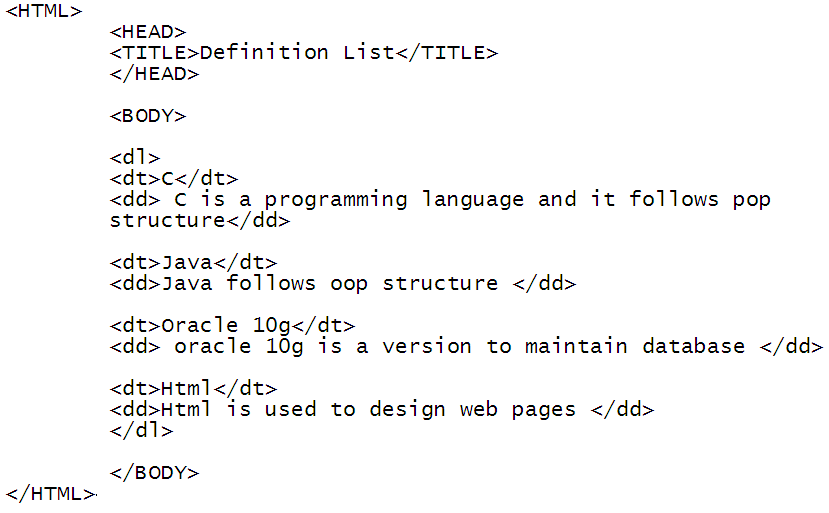 <HTML>
<HEAD>
<TITLE>Definition List</TITLE>
</HEAD>
<BODY>
<dl>
<dt>C</dt>
<dd> C is a programming language and it follows pop
structure</dd>
<dt>Java</dt>
<dd>Java follows oop structure </dd>
<dt>Oracle 10g</dt>
<dd> oracle 10g is a version to maintain database </dd>
<dt>Html</dt>
<dd>Html is used to design web pages </dd>
</dl>
</BODY>
</HTML>